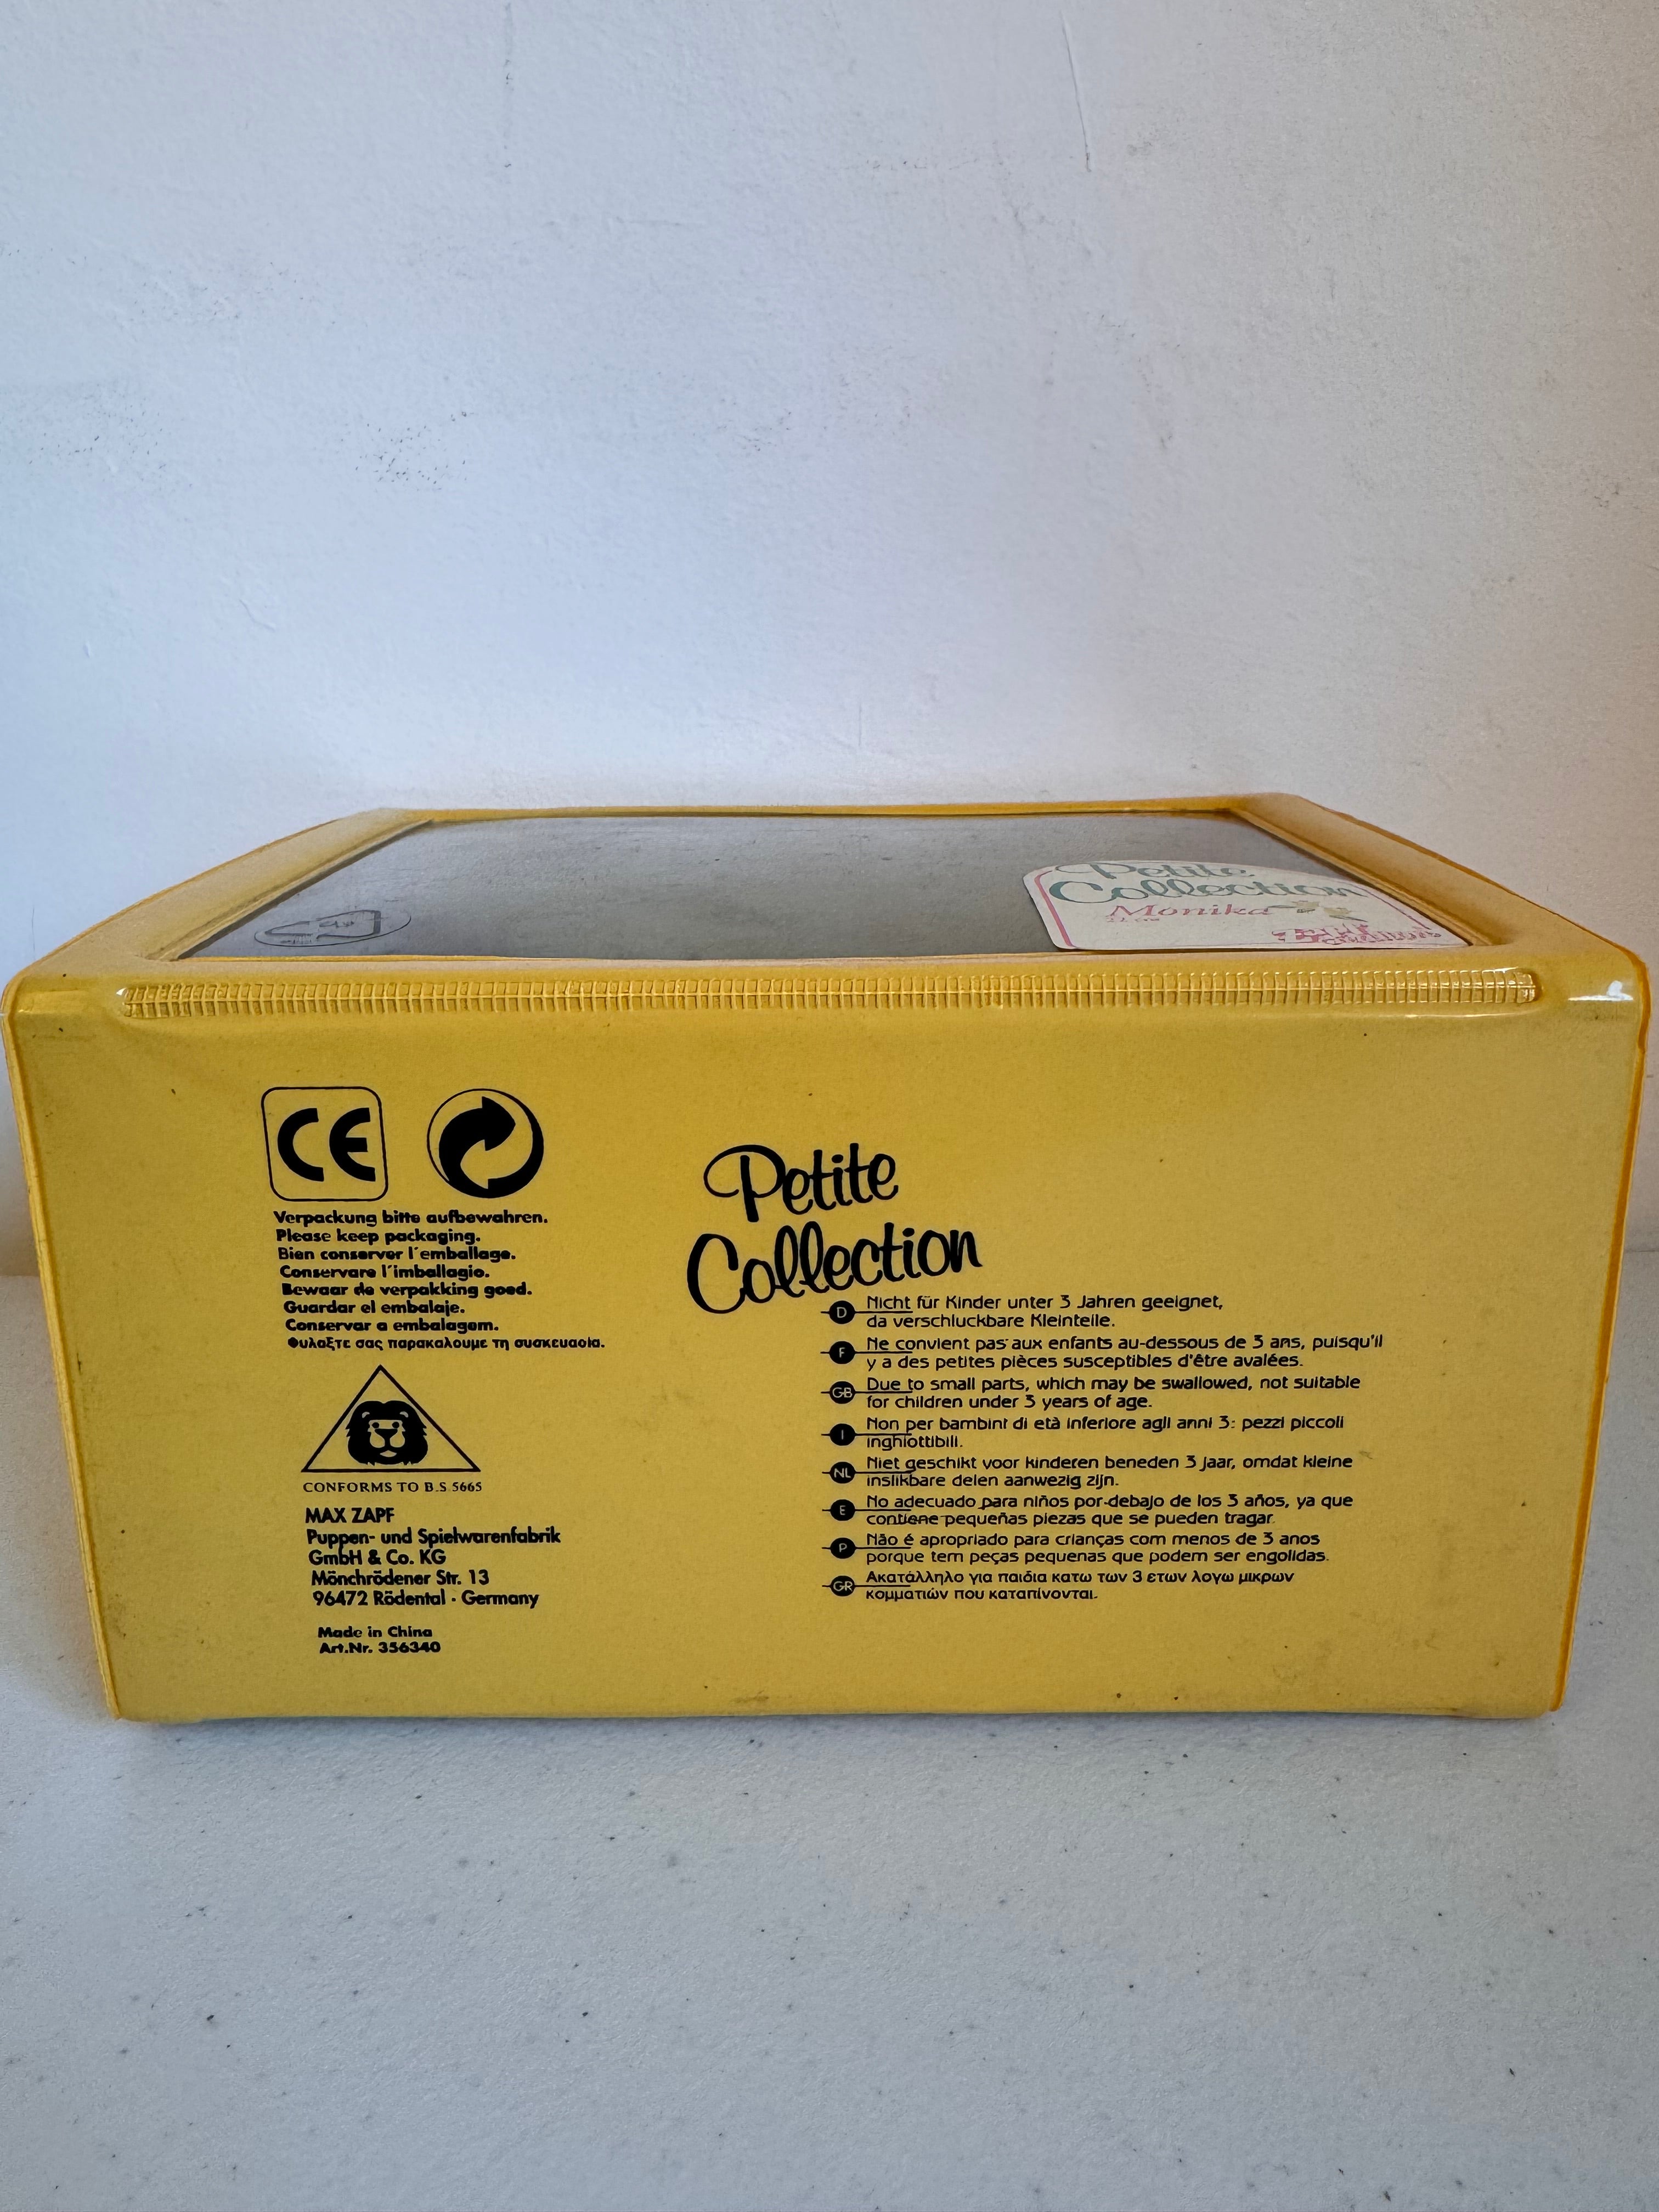 Petite
Collection
Monika
CE
Verpackung bitte aufbewahren.
Please keep packaging.
Bien conserver l'emballage.
Conservare l'imballagio.
Bewaar de verpakking goed.
Guardar el embalaje.
Conservar a embalagem.
Φυλαξτε σας παρακαλουμε τη συσκευασια.
CONFORMS TO B.S.5665
MAX ZAPF
Puppen- und Spielwarenfabrik
GmbH & Co. KG
Mönchrödener Str. 13
96472 Rödental - Germany
Made in China
Art.Nr. 356340
Petite
Collection
D Nicht für Kinder unter 3 Jahren geeignet,
da verschluckbare Kleinteile.
F Ne convient pas aux enfants au-dessous de 3 ans, puisqu'il
y a des petites pièces susceptibles d'être avalées.
GB Due to small parts, which may be swallowed, not suitable
for children under 3 years of age.
I Non per bambini di età inferiore agli anni 3: pezzi piccoli
inghiottibili.
NL Niet geschikt voor kinderen beneden 3 jaar, omdat kleine
inslikbare delen aanwezig zijn.
E No adecuado para niños por-debajo de los 3 años, ya que
contiene pequeñas piezas que se pueden tragar.
P Não é apropriado para crianças com menos de 3 anos
porque tem peças pequenas que podem ser engolidas.
GR Ακατάλληλο για παιδια κατω των 3 ετων λογω μικρων
κομματιών που καταπίνονται.